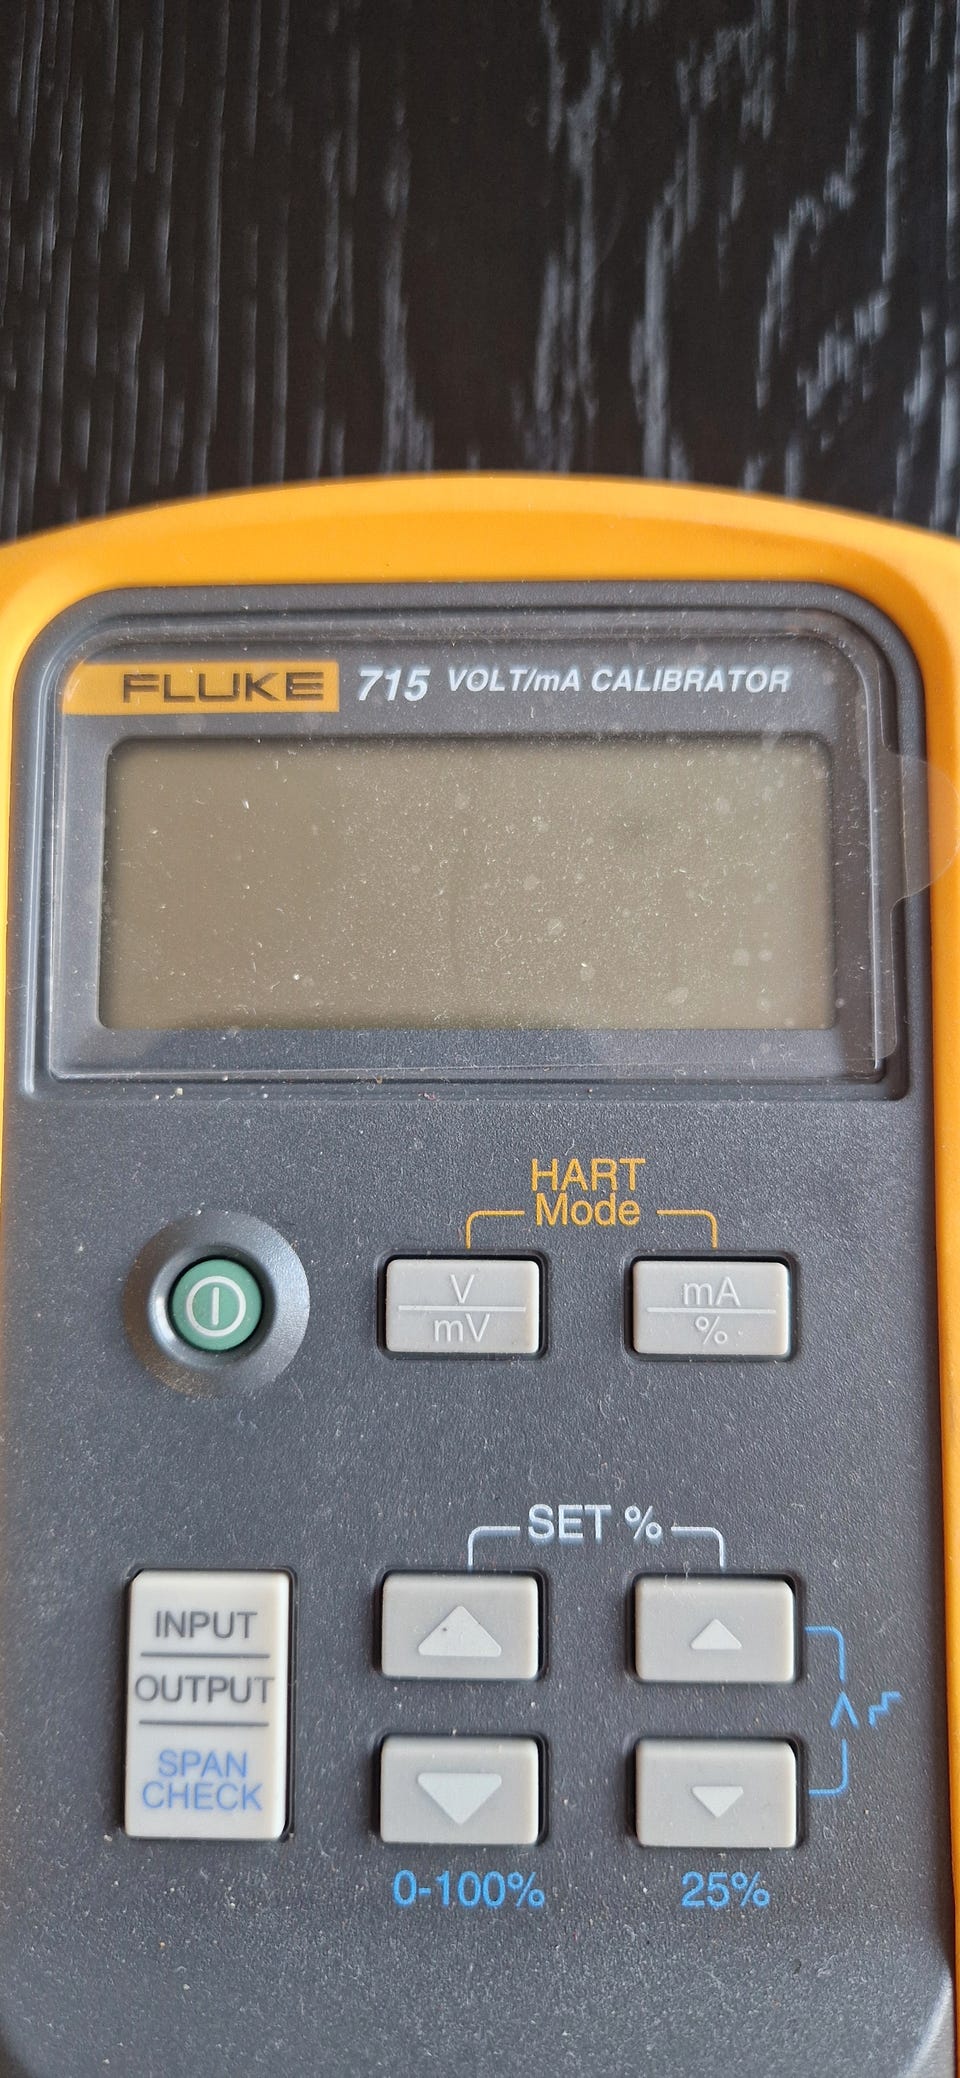 FLUKE 715 VOLT/mA CALIBRATOR
HART
Mode
V
mV
mA
%
SET %
INPUT
OUTPUT
SPAN
CHECK
0-100%
25%